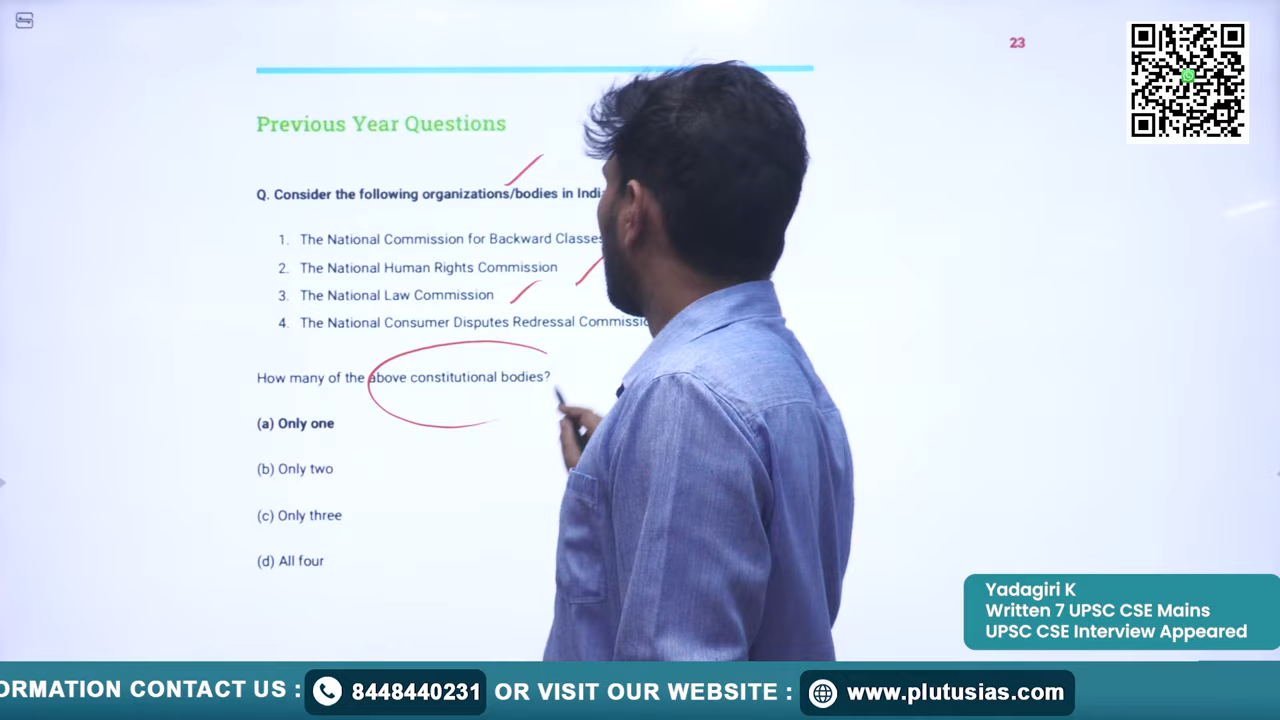 23
Previous Year Questions
Q. Consider the following organizations/bodies in
1. The National Commission for Backward Classes
2. The National Human Rights Commission
3. The National Law Commission
4. The National Consumer Disputes Redressal
How many of the above constitutional bodies?
(a) Only one
(b) Only two
(c) Only three
(d) All four
Yadagiri K
Written 7 UPSC CSE Mains
UPSC CSE Interview Appeared
CONTACT US : 8448440231 OR VISIT OUR WEBSITE : www.plutusias.com